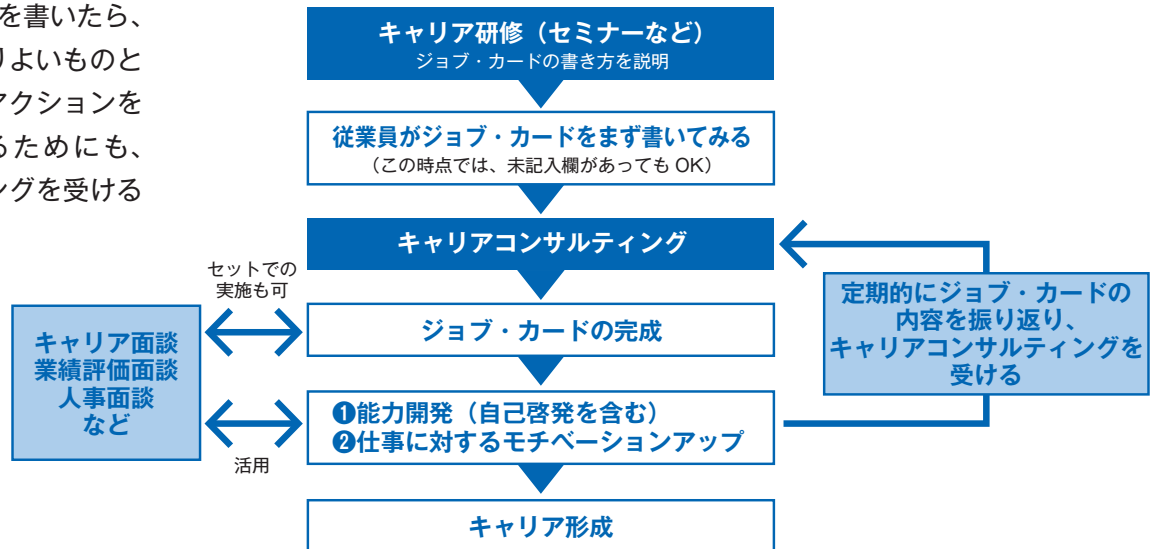 を書いたら、
りよいものと
アクションを
るためにも、
ングを受ける
キャリア研修（セミナーなど）
ジョブ・カードの書き方を説明
従業員がジョブ・カードをまず書いてみる
（この時点では、未記入欄があっても OK）
キャリアコンサルティング
セットでの
実施も可
ジョブ・カードの完成
キャリア面談
業績評価面談
人事面談
など
❶能力開発（自己啓発を含む）
❷仕事に対するモチベーションアップ
活用
定期的にジョブ・カードの
内容を振り返り、
キャリアコンサルティングを
受ける
キャリア形成